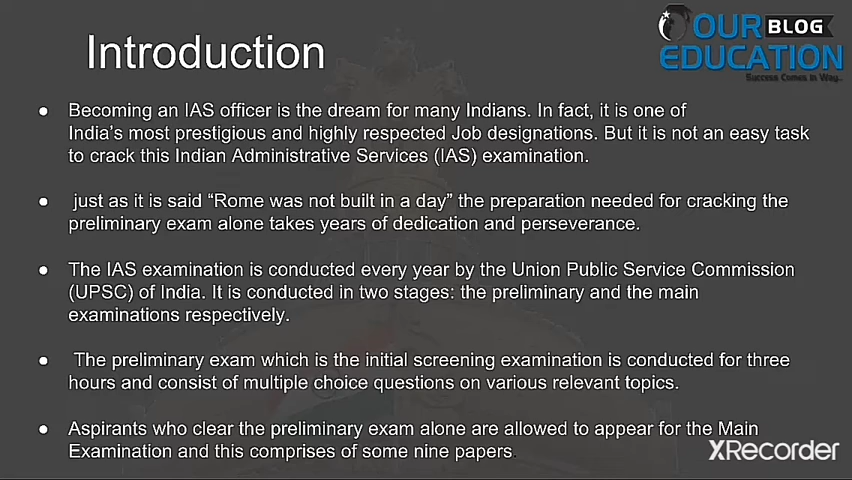 Introduction
OUR BLOG
EDUCATION
Success Comes in Way..
● Becoming an IAS officer is the dream for many Indians. In fact, it is one of
India's most prestigious and highly respected Job designations. But it is not an easy task
to crack this Indian Administrative Services (IAS) examination.
● just as it is said “Rome was not built in a day” the preparation needed for cracking the
preliminary exam alone takes years of dedication and perseverance.
● The IAS examination is conducted every year by the Union Public Service Commission
(UPSC) of India. It is conducted in two stages: the preliminary and the main
examinations respectively.
● The preliminary exam which is the initial screening examination is conducted for three
hours and consist of multiple choice questions on various relevant topics.
● Aspirants who clear the preliminary exam alone are allowed to appear for the Main
Examination and this comprises of some nine papers.
XRecorder